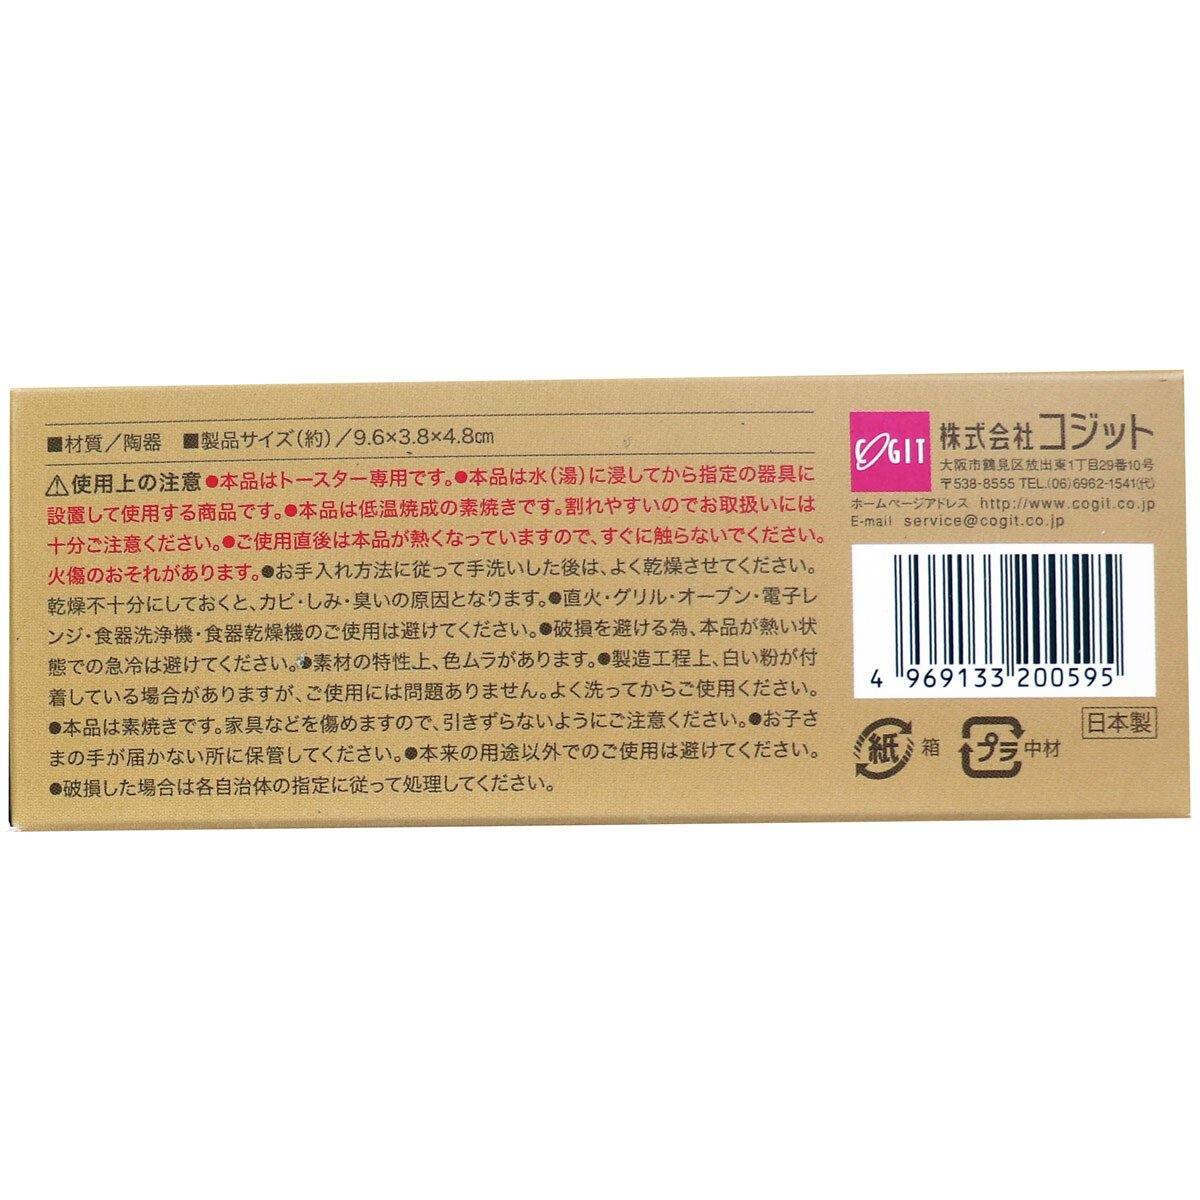 ■材質／陶器 ■製品サイズ(約)／9.6×3.8×4.8㎝
⚠使用上の注意 ●本品はトースター専用です。●本品は水(湯)に浸してから指定の器具に
設置して使用する商品です。●本品は低温焼成の素焼きです。割れやすいのでお取扱いには
十分ご注意ください。●ご使用直後は本品が熱くなっていますので、すぐに触らないでください。
火傷のおそれがあります。●お手入れ方法に従って手洗いした後は、よく乾燥させてください。
乾燥不十分にしておくと、カビ・しみ・臭いの原因となります。●直火・グリル・オーブン・電子レ
ンジ・食器洗浄機・食器乾燥機のご使用は避けてください。●破損を避ける為、本品が熱い状
態での急冷は避けてください。●素材の特性上、色ムラがあります。●製造工程上、白い粉が付
着している場合がありますが、ご使用には問題ありません。よく洗ってからご使用ください。
●本品は素焼きです。家具などを傷めますので、引きずらないようにご注意ください。●お子さ
まの手が届かない所に保管してください。●本来の用途以外でのご使用は避けてください。
●破損した場合は各自治体の指定に従って処理してください。
COGIT 株式会社コジット
大阪市鶴見区放出東1丁目29番10号
〒538-8555 TEL.(06)6962-1541(代)
ホームページアドレス http://www.cogit.co.jp
E-mail service@cogit.co.jp
4 969133 200595
日本製
紙 箱 プラ 中材